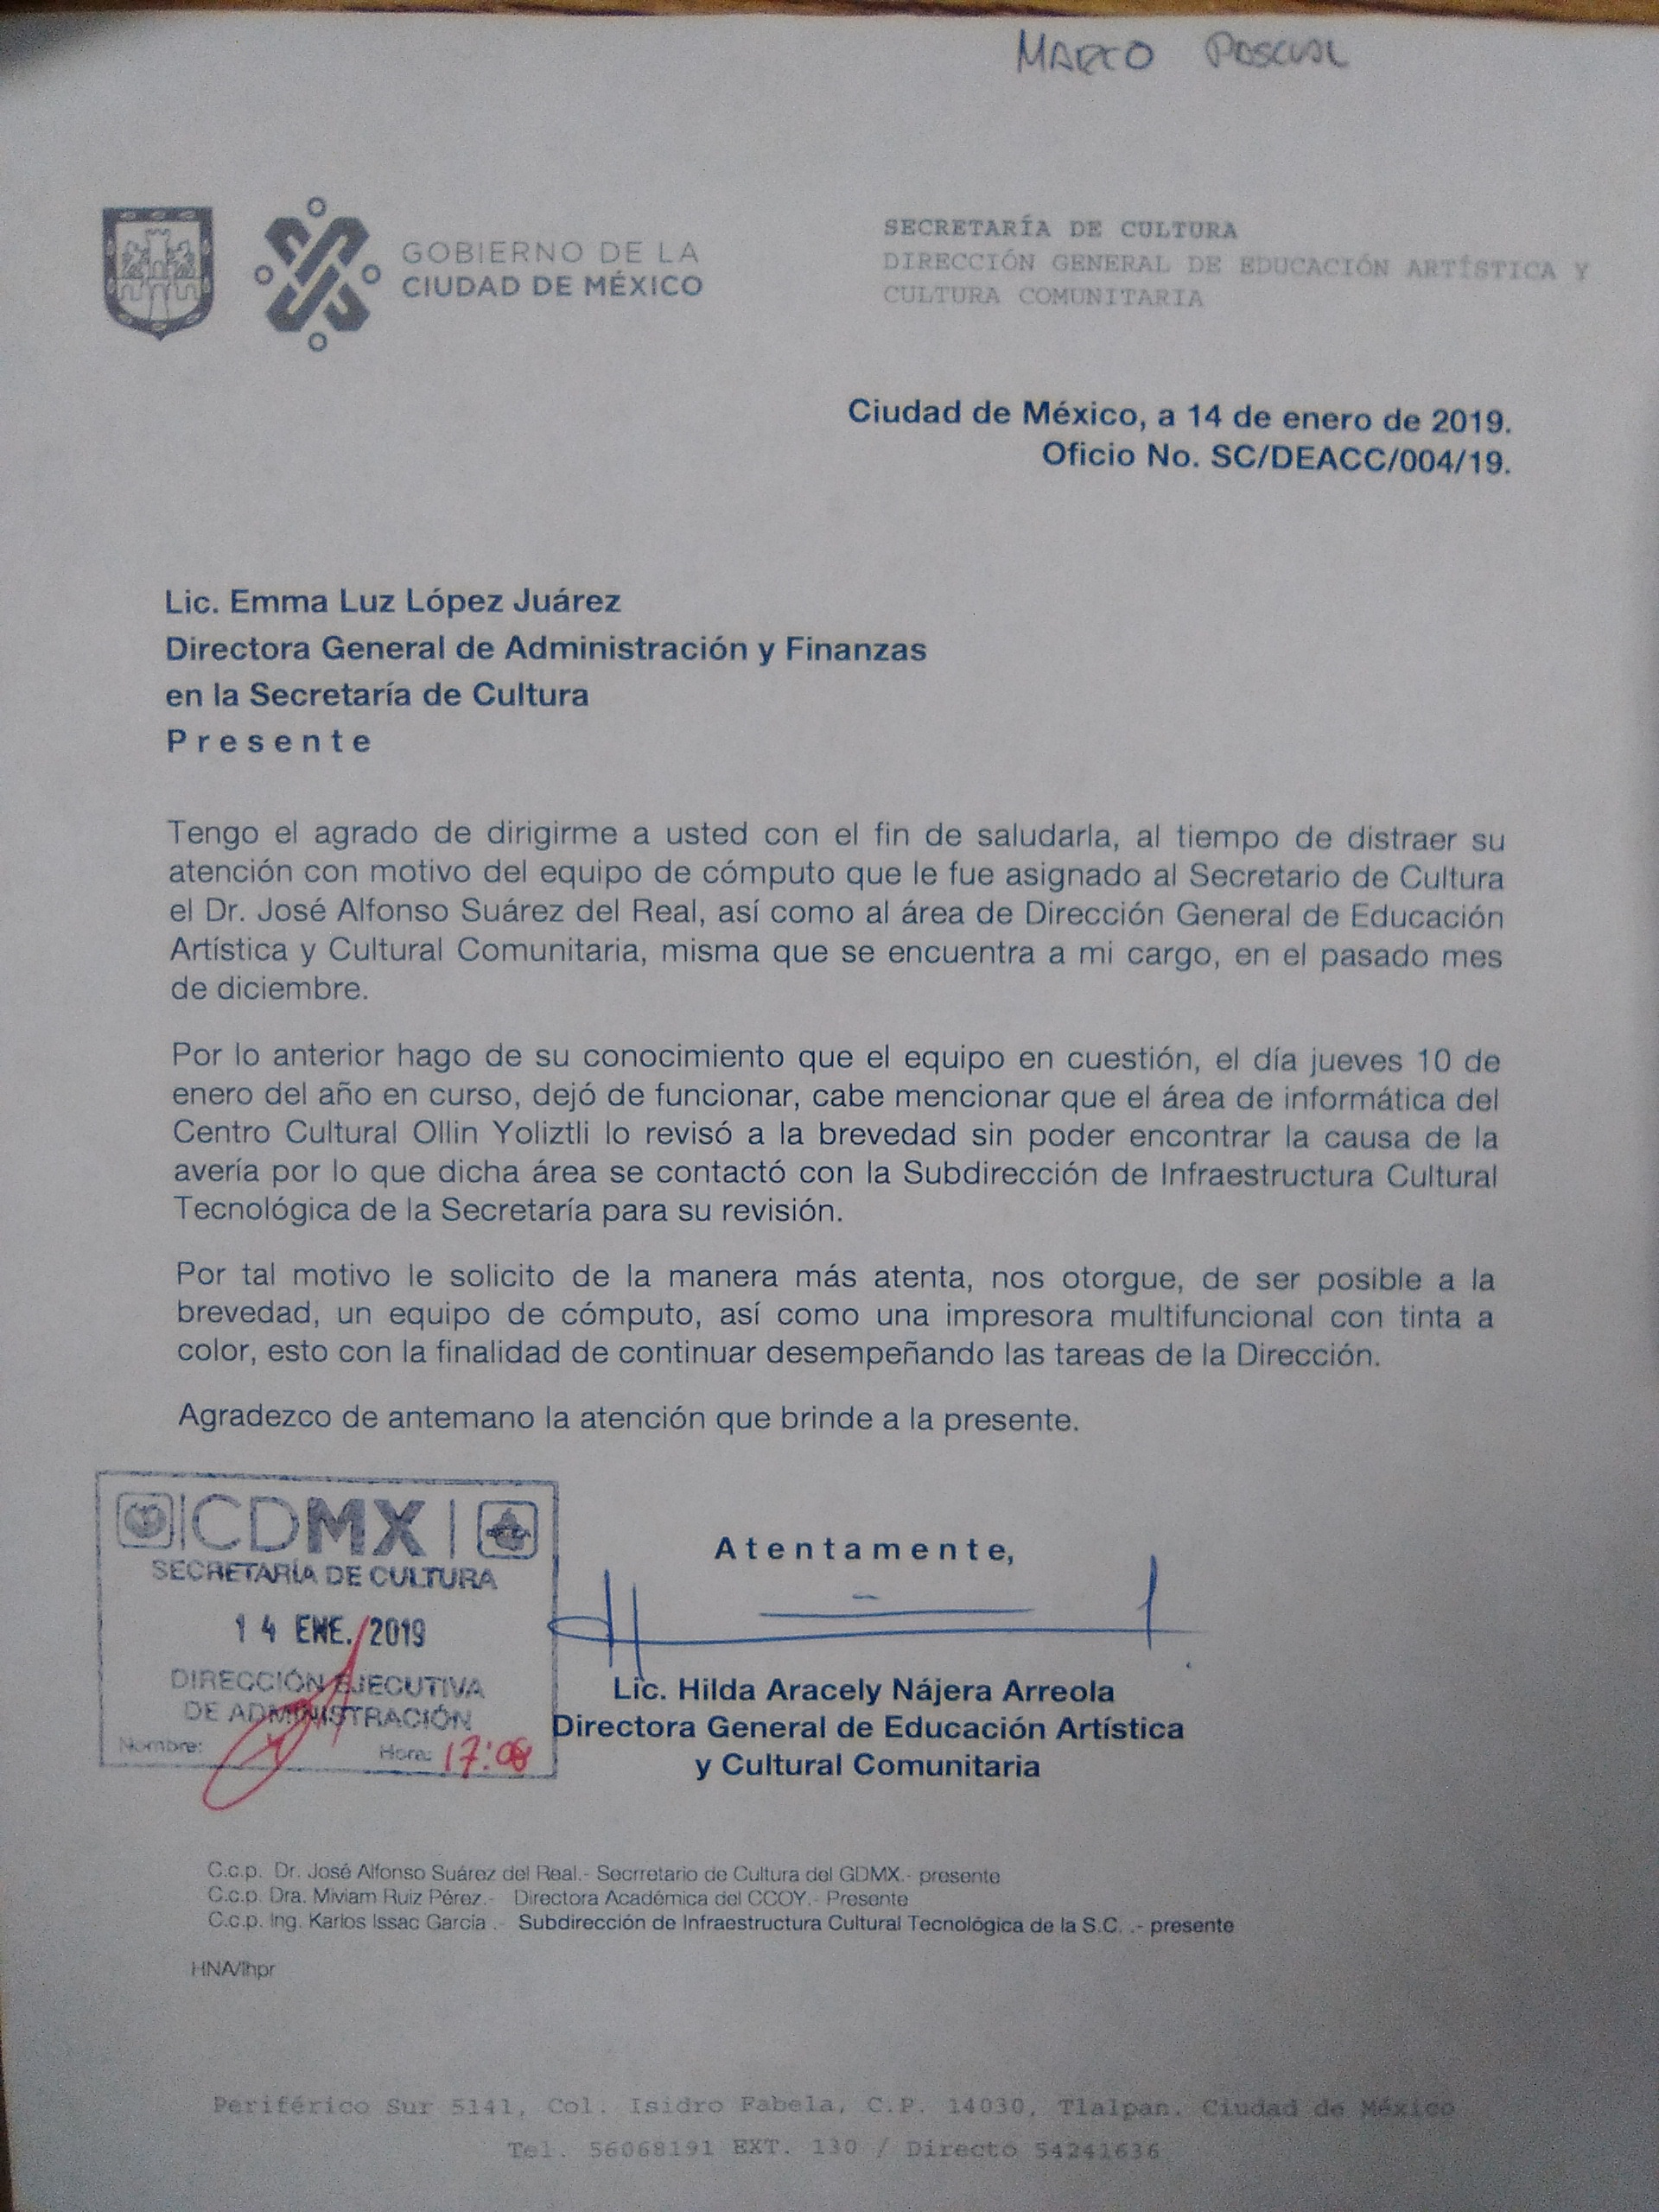 MARCO PASCUAL
GOBIERNO DE LA
CIUDAD DE MÉXICO
SECRETARÍA DE CULTURA
DIRECCIÓN GENERAL DE EDUCACIÓN ARTÍSTICA Y
CULTURA COMUNITARIA
Ciudad de México, a 14 de enero de 2019.
Oficio No. SC/DEACC/004/19.
Lic. Emma Luz López Juárez
Directora General de Administración y Finanzas
en la Secretaría de Cultura
P r e s e n t e
Tengo el agrado de dirigirme a usted con el fin de saludarla, al tiempo de distraer su
atención con motivo del equipo de cómputo que le fue asignado al Secretario de Cultura
el Dr. José Alfonso Suárez del Real, así como al área de Dirección General de Educación
Artística y Cultural Comunitaria, misma que se encuentra a mi cargo, en el pasado mes
de diciembre.
Por lo anterior hago de su conocimiento que el equipo en cuestión, el día jueves 10 de
enero del año en curso, dejó de funcionar, cabe mencionar que el área de informática del
Centro Cultural Ollin Yoliztli lo revisó a la brevedad sin poder encontrar la causa de la
avería por lo que dicha área se contactó con la Subdirección de Infraestructura Cultural
Tecnológica de la Secretaría para su revisión.
Por tal motivo le solicito de la manera más atenta, nos otorgue, de ser posible a la
brevedad, un equipo de cómputo, así como una impresora multifuncional con tinta a
color, esto con la finalidad de continuar desempeñando las tareas de la Dirección.
Agradezco de antemano la atención que brinde a la presente.
CDMX
SECRETARÍA DE CULTURA
14 ENE. 2019
DIRECCIÓN EJECUTIVA
DE ADMINISTRACIÓN
Nombre: Hora: 17:08
A t e n t a m e n t e,
Lic. Hilda Aracely Nájera Arreola
Directora General de Educación Artística
y Cultural Comunitaria
C.c.p. Dr. José Alfonso Suárez del Real.- Secrretario de Cultura del GDMX.- presente
C.c.p. Dra. Miviam Ruiz Pérez.- Directora Académica del CCOY.- Presente
C.c.p. Ing. Karlos Issac García .- Subdirección de Infraestructura Cultural Tecnológica de la S.C. .- presente
HNA/lhpr
Periférico Sur 5141, Col. Isidro Fabela, C.P. 14030, Tlalpan. Ciudad de México
Tel. 56068191 EXT. 130 / Directo 54241636